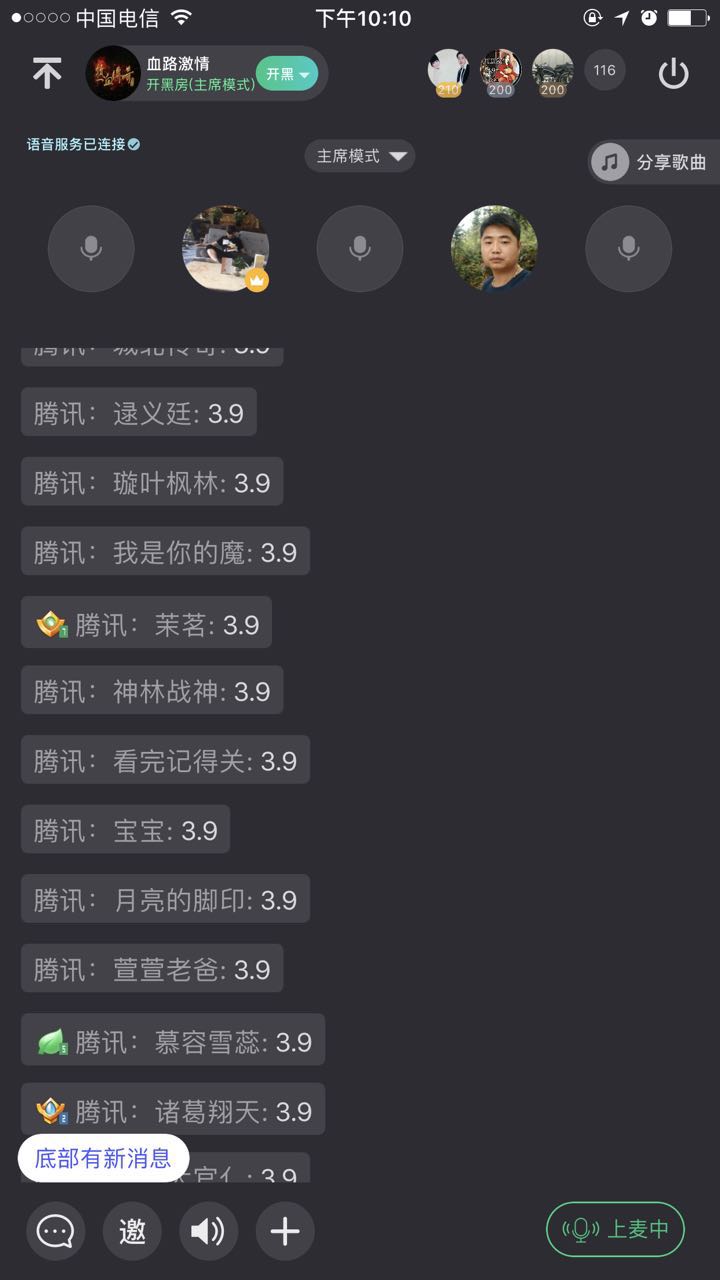 中国电信
下午10:10
血路激情
开黑房(主席模式)
开黑
210
200
200
116
语音服务已连接
主席模式
分享歌曲
腾讯：逯义廷: 3.9
腾讯：璇叶枫林: 3.9
腾讯：我是你的魔: 3.9
腾讯：茉茗: 3.9
腾讯：神林战神: 3.9
腾讯：看完记得关: 3.9
腾讯：宝宝: 3.9
腾讯：月亮的脚印: 3.9
腾讯：萱萱老爸: 3.9
腾讯：慕容雪蕊: 3.9
腾讯：诸葛翔天: 3.9
底部有新消息
3.9
邀
上麦中